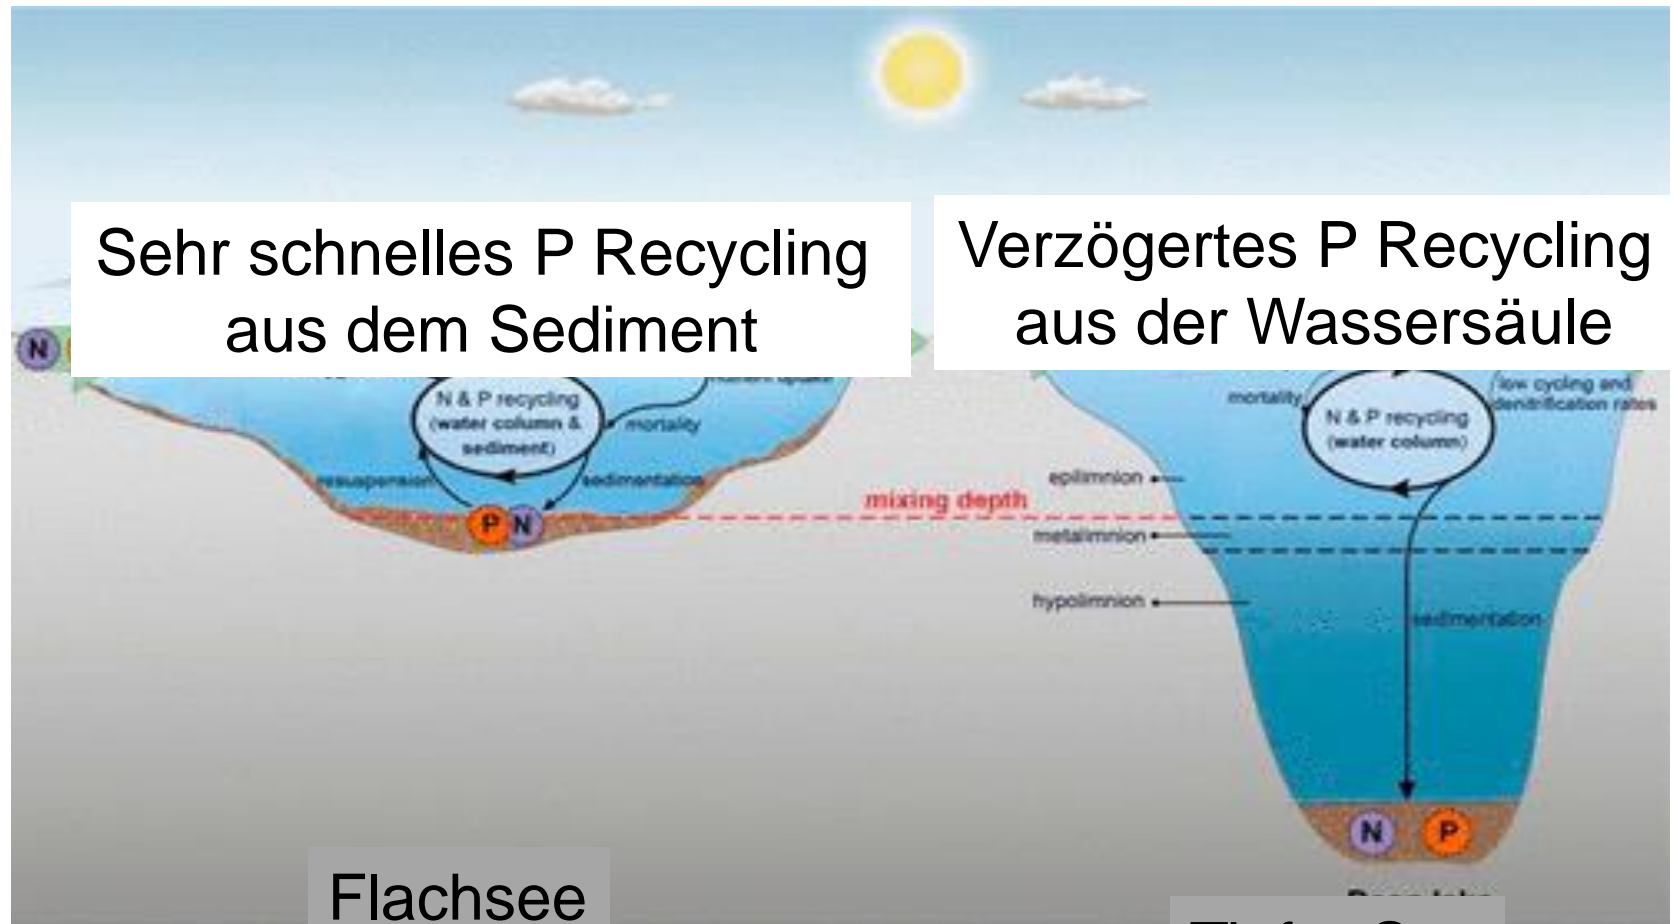 Sehr schnelles P Recycling
aus dem Sediment
Verzögertes P Recycling
aus der Wassersäule
N
N & P recycling
(water column &
sediment)
mortality
resuspension
sedimentation
P N
mixing depth
mortality
low cycling and
denitrification rates
N & P recycling
(water column)
epilimnion
metalimnion
hypolimnion
sedimentation
N P
Flachsee